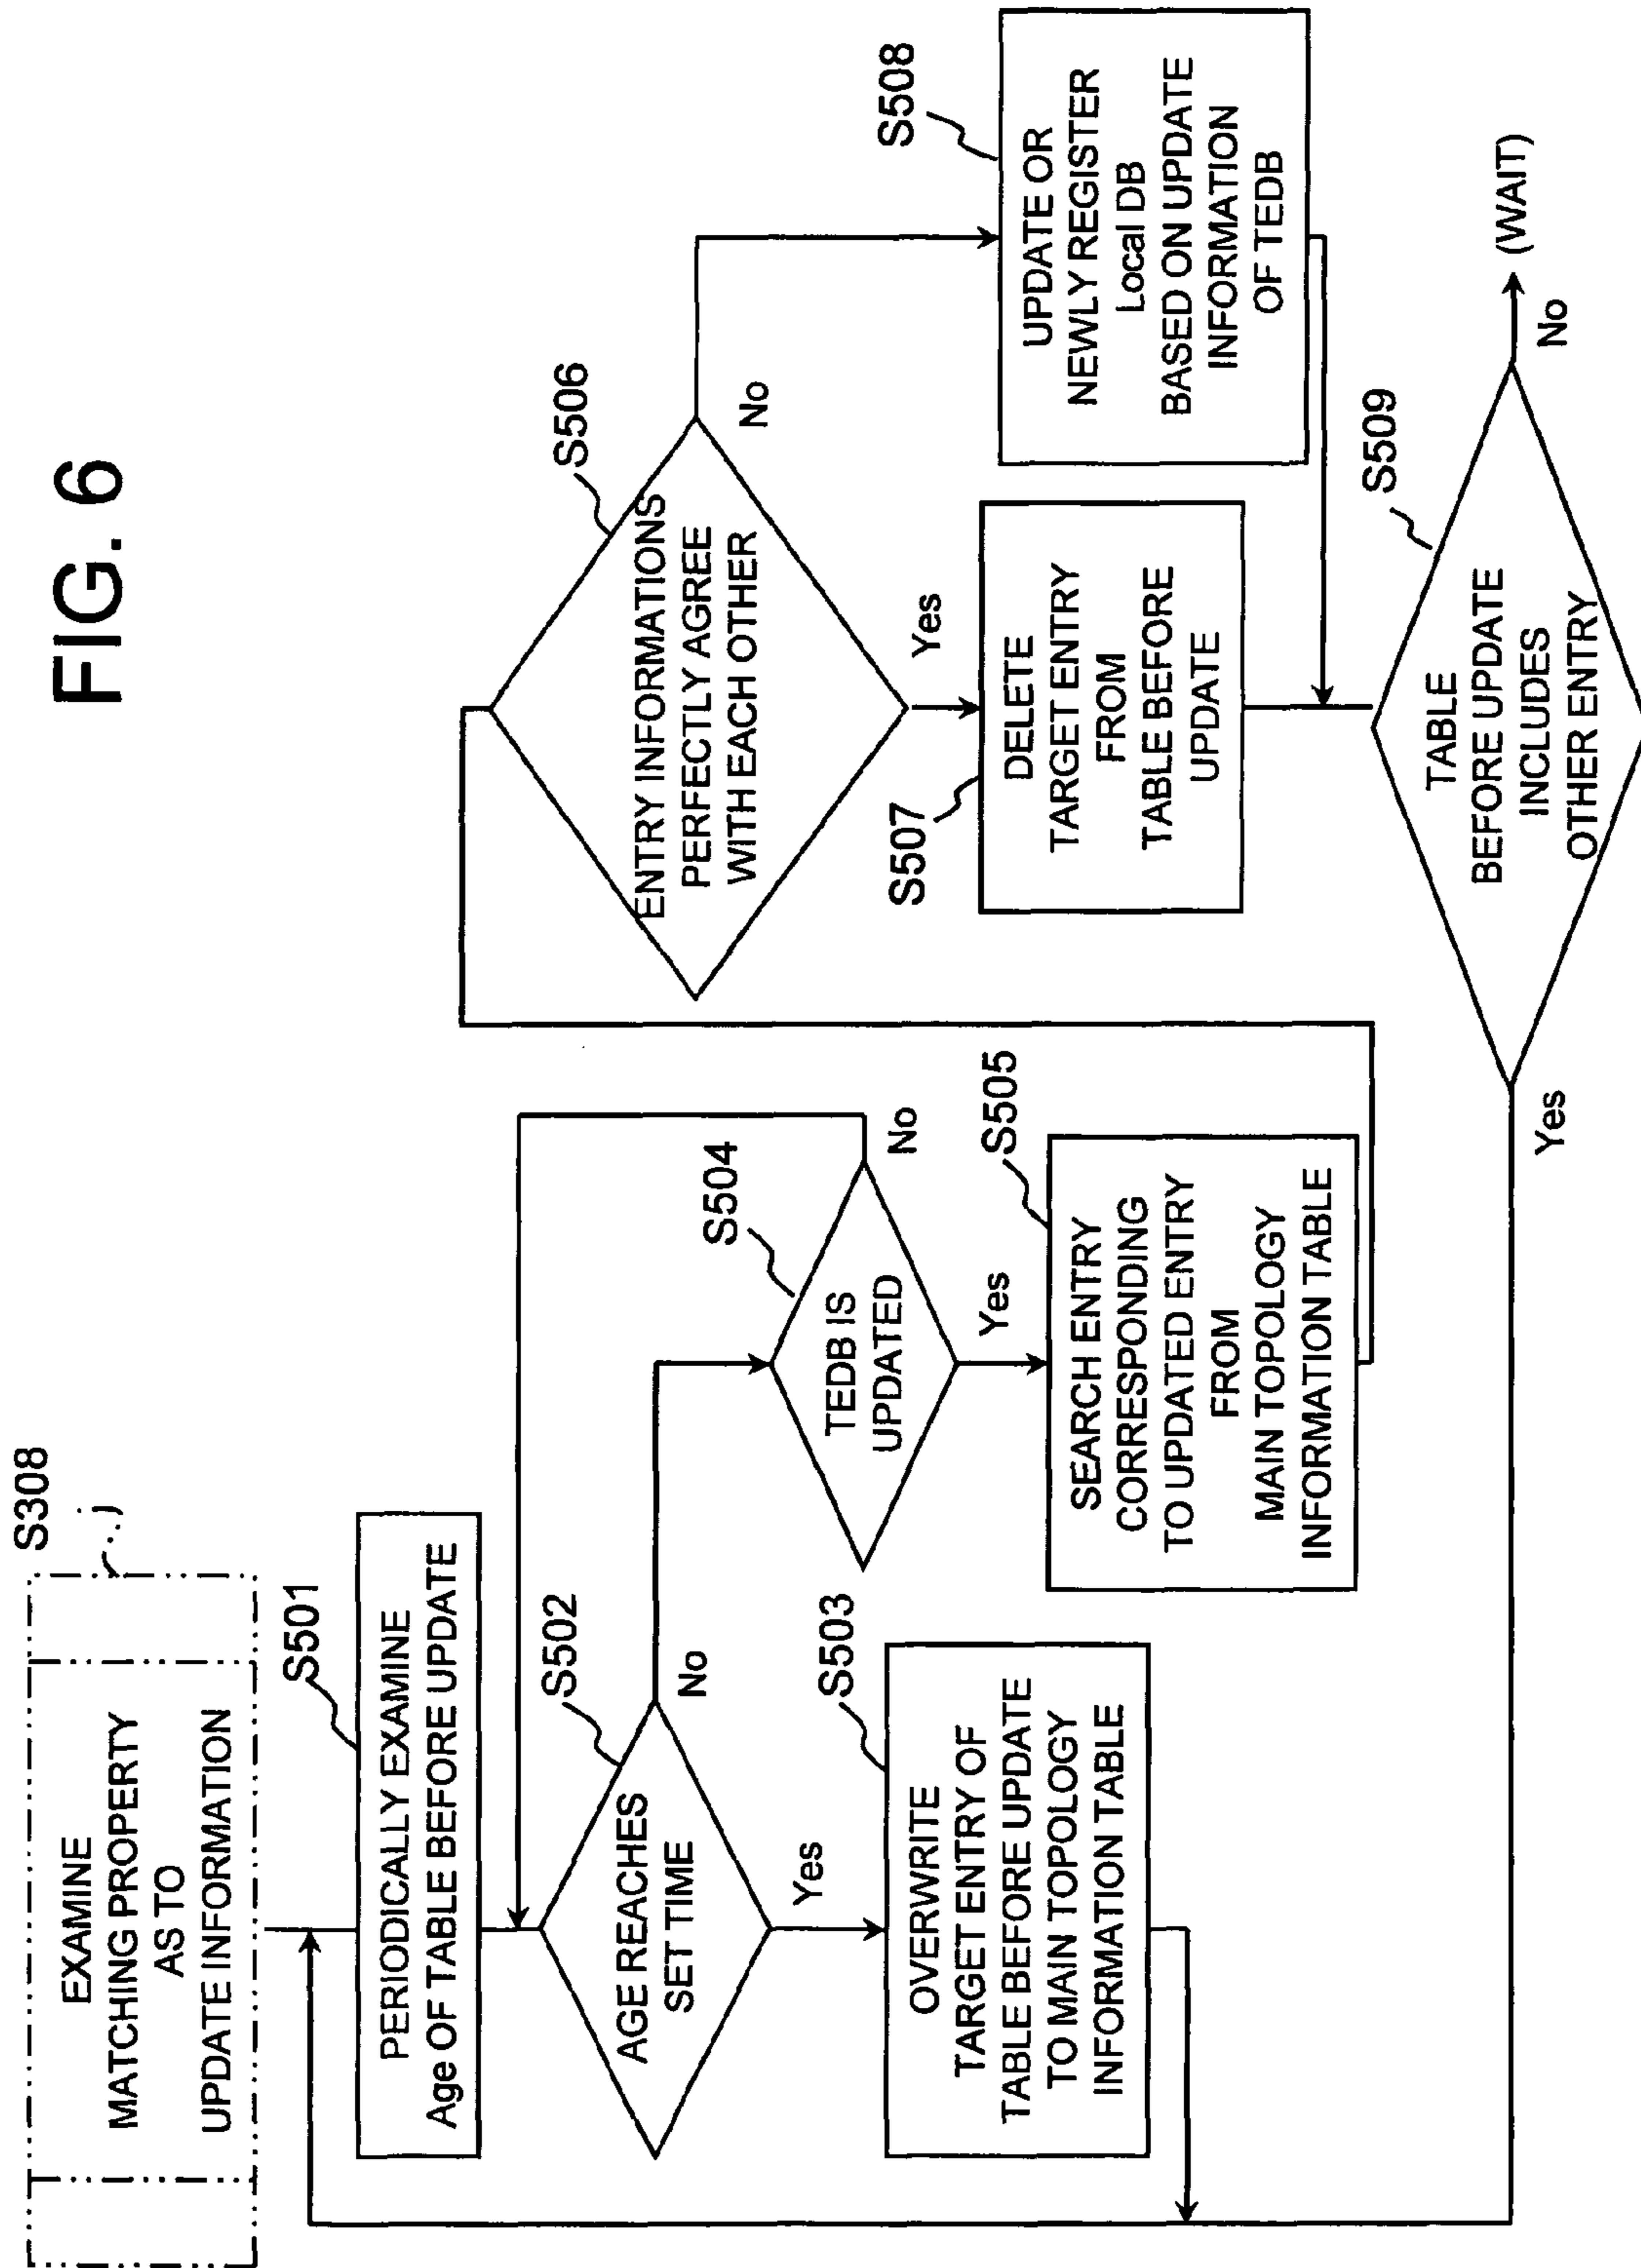 FIG. 6
S308
EXAMINE
MATCHING PROPERTY
AS TO
UPDATE INFORMATION
S501
PERIODICALLY EXAMINE
Age OF TABLE BEFORE UPDATE
S502
AGE REACHES
SET TIME
No
Yes
S503
OVERWRITE
TARGET ENTRY OF
TABLE BEFORE UPDATE
TO MAIN TOPOLOGY
INFORMATION TABLE
S504
TEDB IS
UPDATED
No
Yes
S505
SEARCH ENTRY
CORRESPONDING
TO UPDATED ENTRY
FROM
MAIN TOPOLOGY
INFORMATION TABLE
S506
ENTRY INFORMATIONS
PERFECTLY AGREE
WITH EACH OTHER
No
Yes
S507
DELETE
TARGET ENTRY
FROM
TABLE BEFORE
UPDATE
S508
UPDATE OR
NEWLY REGISTER
Local DB
BASED ON UPDATE
INFORMATION
OF TEDB
S509
TABLE
BEFORE UPDATE
INCLUDES
OTHER ENTRY
Yes
No
(WAIT)